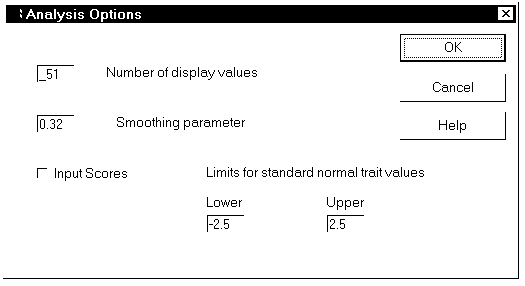 Analysis Options
OK
_51 Number of display values
Cancel
0.32 Smoothing parameter
Help
Input Scores Limits for standard normal trait values
Lower Upper
-2.5 2.5